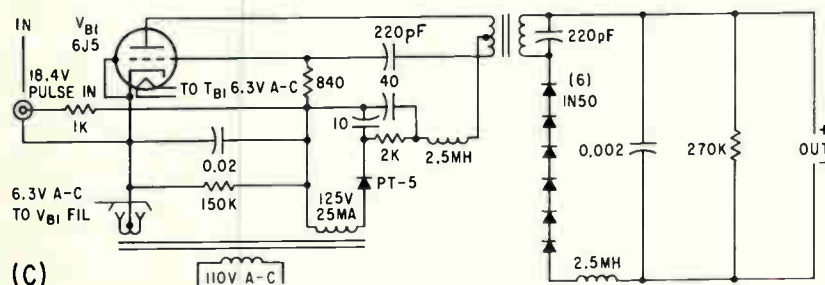 IN
V B1
6J5
18.4V
PULSE IN
1K
TO T B1 6.3V A-C
840
220pF
40
10
2K
2.5MH
0.02
150K
6.3V A-C
TO V B1 FIL
125V
25MA
PT-5
110V A-C
(C)
220pF
(6)
IN50
0.002
270K
+
OUT
−
2.5MH